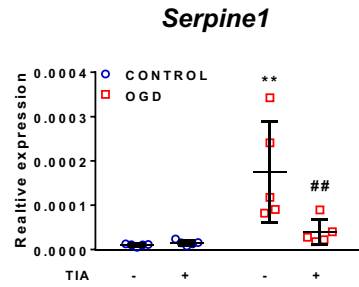 Serpine1
Realtive expression
0.0004
0.0003
0.0002
0.0001
0.0000
CONTROL
OGD
**
##
TIA - + - +